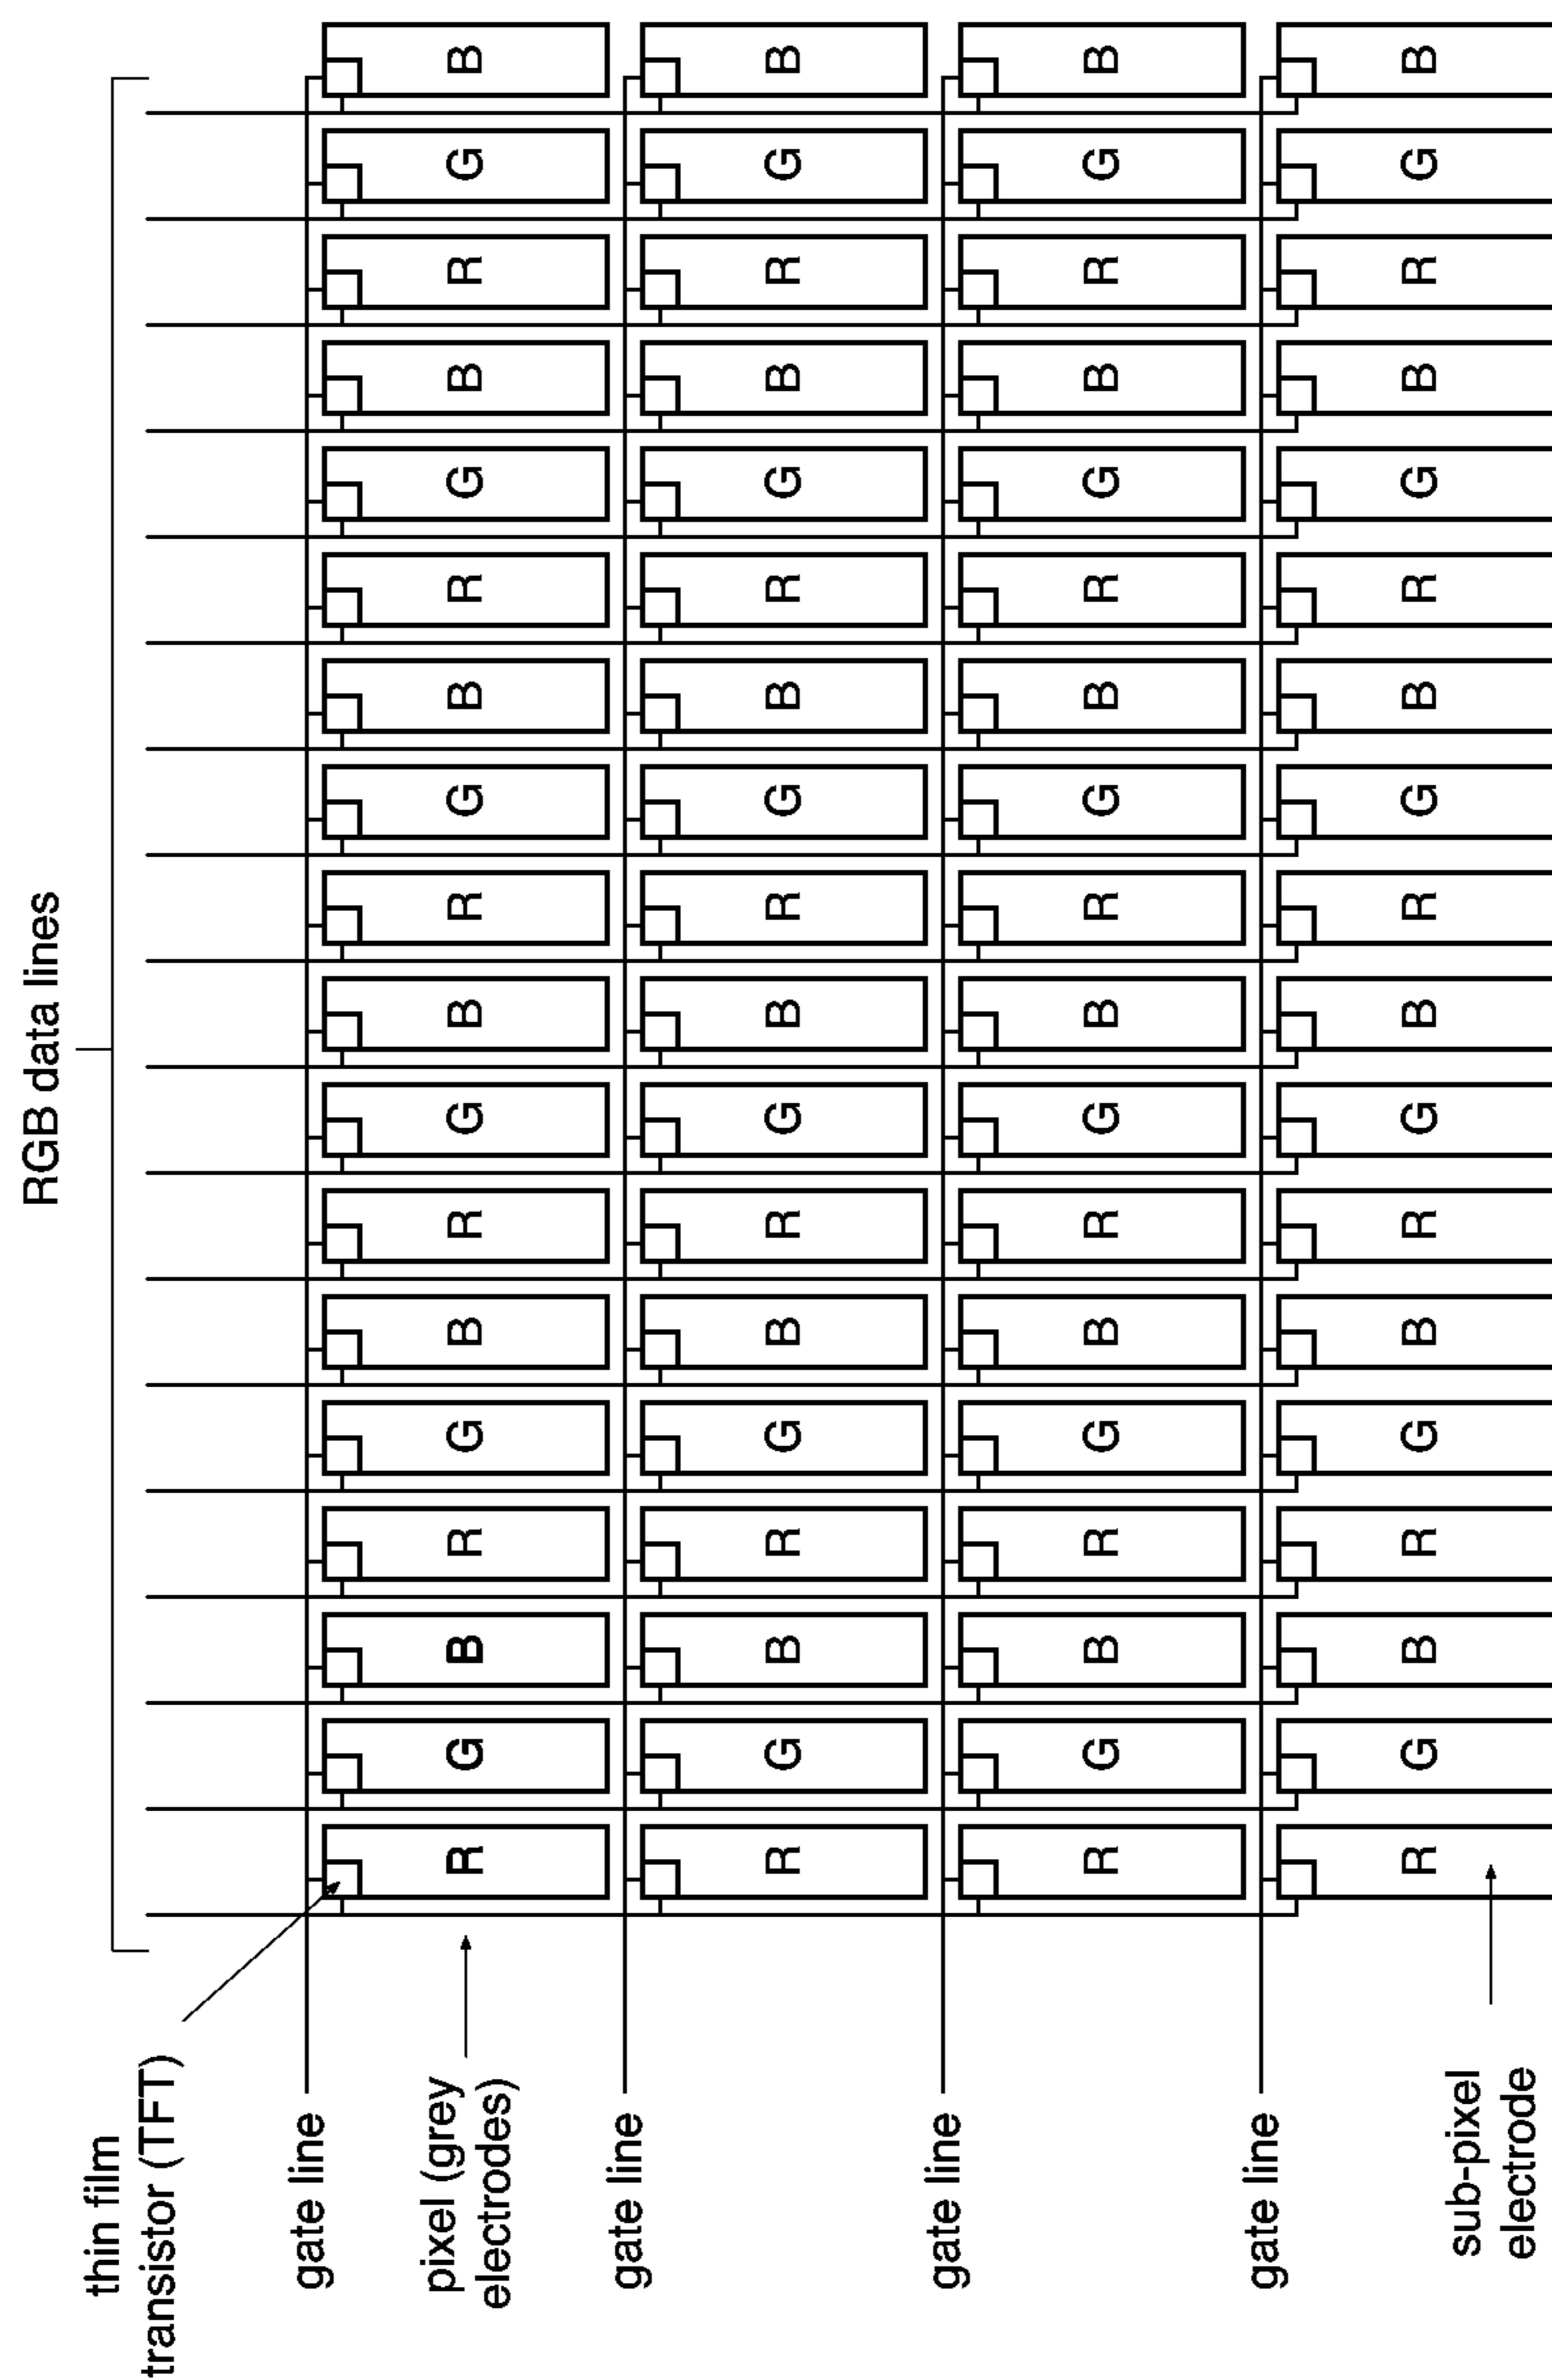 RGB data lines
thin film
transistor (TFT)
gate line
R G B R G B R G B R G B R G B R G B
pixel (grey
electrodes)
gate line
R G B R G B R G B R G B R G B R G B
gate line
R G B R G B R G B R G B R G B R G B
gate line
R G B R G B R G B R G B R G B R G B
sub-pixel
electrode